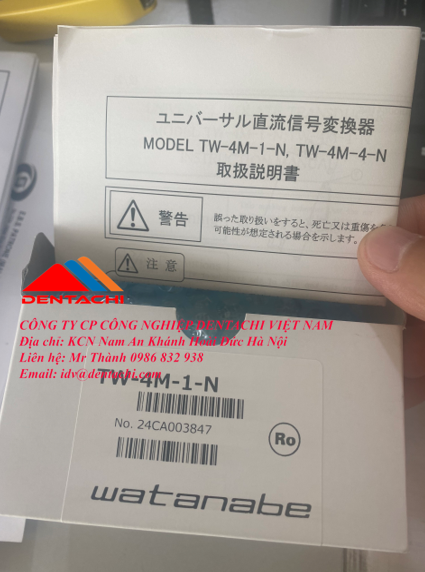 ユニバーサル直流信号変換器
MODEL TW-4M-1-N, TW-4M-4-N
取扱説明書
警告
誤った取り扱いをすると、死亡又は重傷を
可能性が想定される場合を示します。
注意
DENTACHI
CÔNG TY CP CÔNG NGHIỆP DENTACHI VIỆT NAM
Địa chỉ: KCN Nam An Khánh Hoài Đức Hà Nội
Liên hệ: Mr Thành 0986 832 938
Email: idv@dentachi.com
TW-4M-1-N
No. 24CA003847
Ro
watanabe